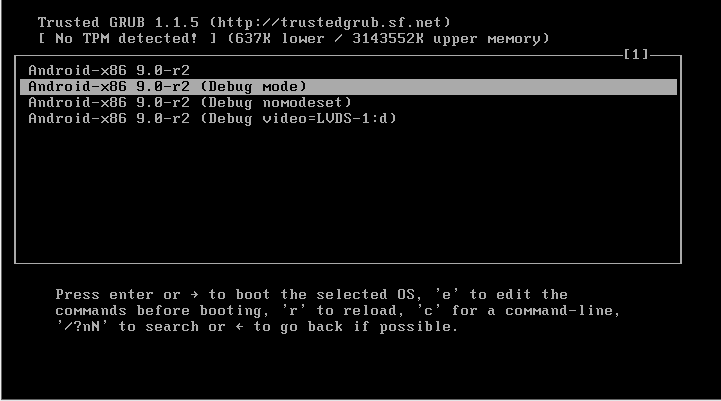 Trusted GRUB 1.1.5 (http://trustedgrub.sf.net)
[ No TPM detected! ] (637K lower / 3143552K upper memory)
[1]
Android-x86 9.0-r2
Android-x86 9.0-r2 (Debug mode)
Android-x86 9.0-r2 (Debug nomodeset)
Android-x86 9.0-r2 (Debug video=LVDS-1:d)
Press enter or → to boot the selected OS, 'e' to edit the
commands before booting, 'r' to reload, 'c' for a command-line,
'/?nN' to search or ← to go back if possible.